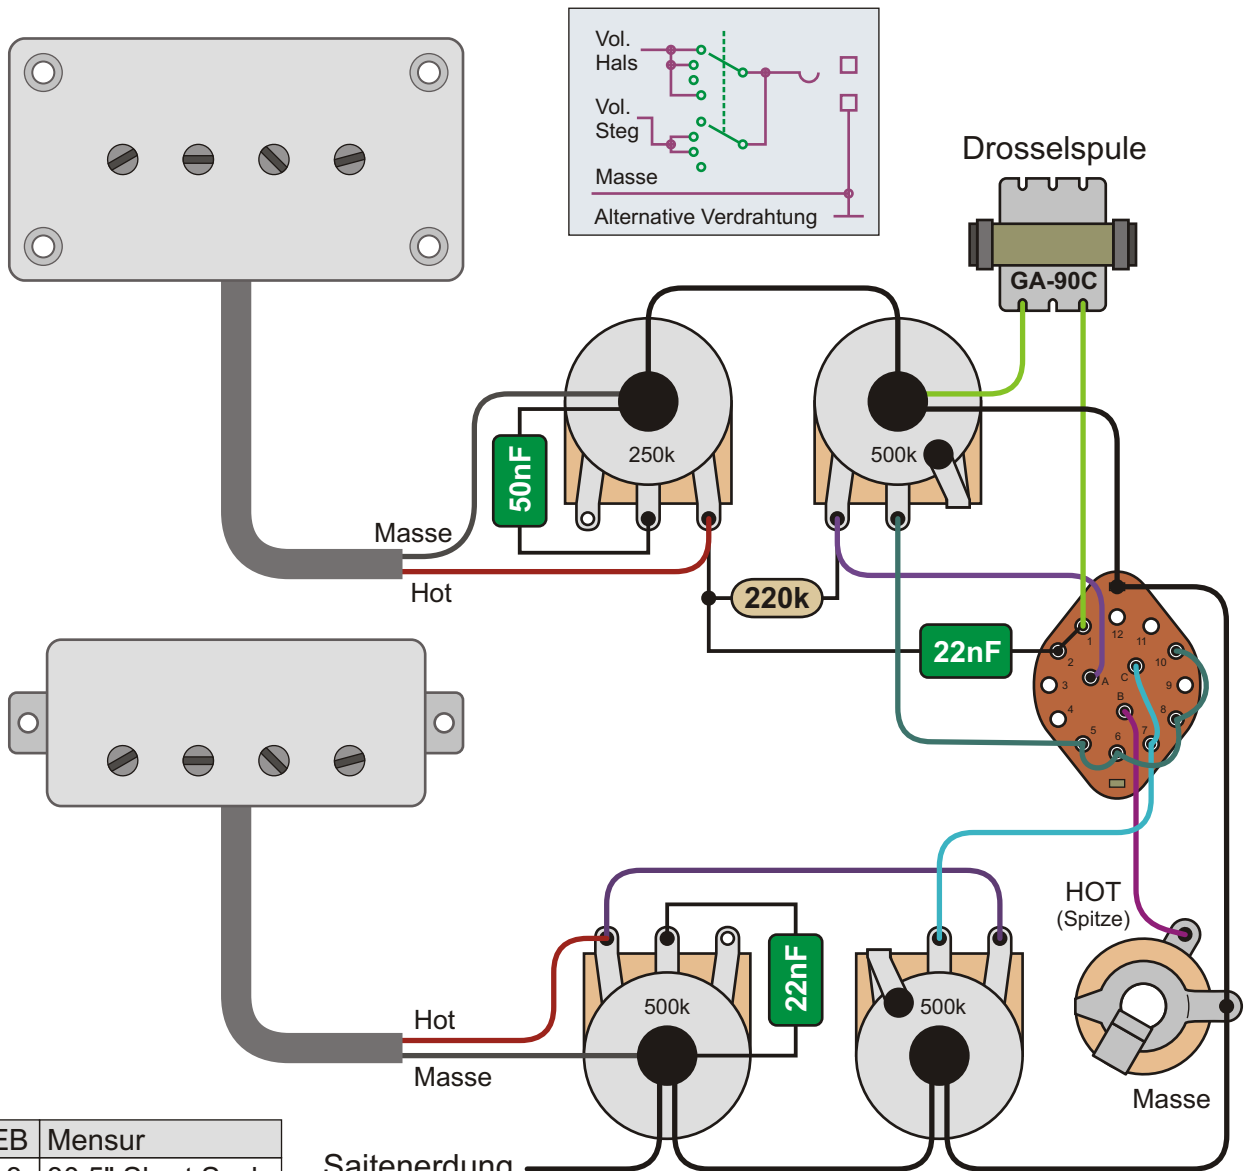 Vol.
Hals
Vol.
Steg
Masse
Alternative Verdrahtung
Drosselspule
GA-90C
250k
500k
50nF
Masse
Hot
220k
22nF
1
2
3
4
5
6
7
8
9
10
11
12
A
B
C
HOT
(Spitze)
500k
22nF
500k
Hot
Masse
Masse
EB Mensur
Saitenerdung